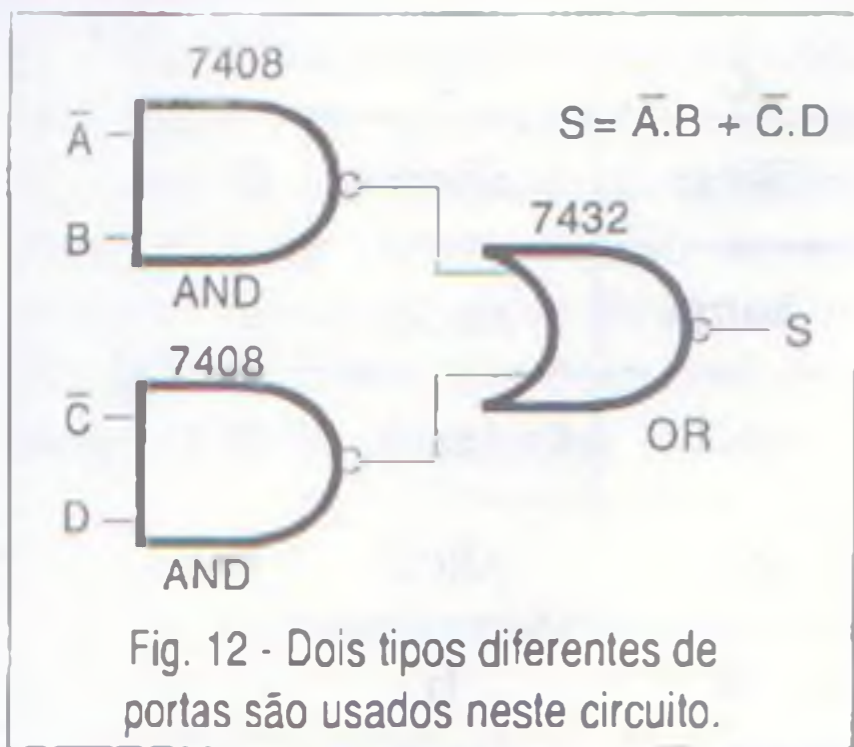 7408
Ā
B
AND
S = Ā.B + C̄.D
7432
S
OR
7408
C̄
D
AND
Fig. 12 - Dois tipos diferentes de
portas são usados neste circuito.